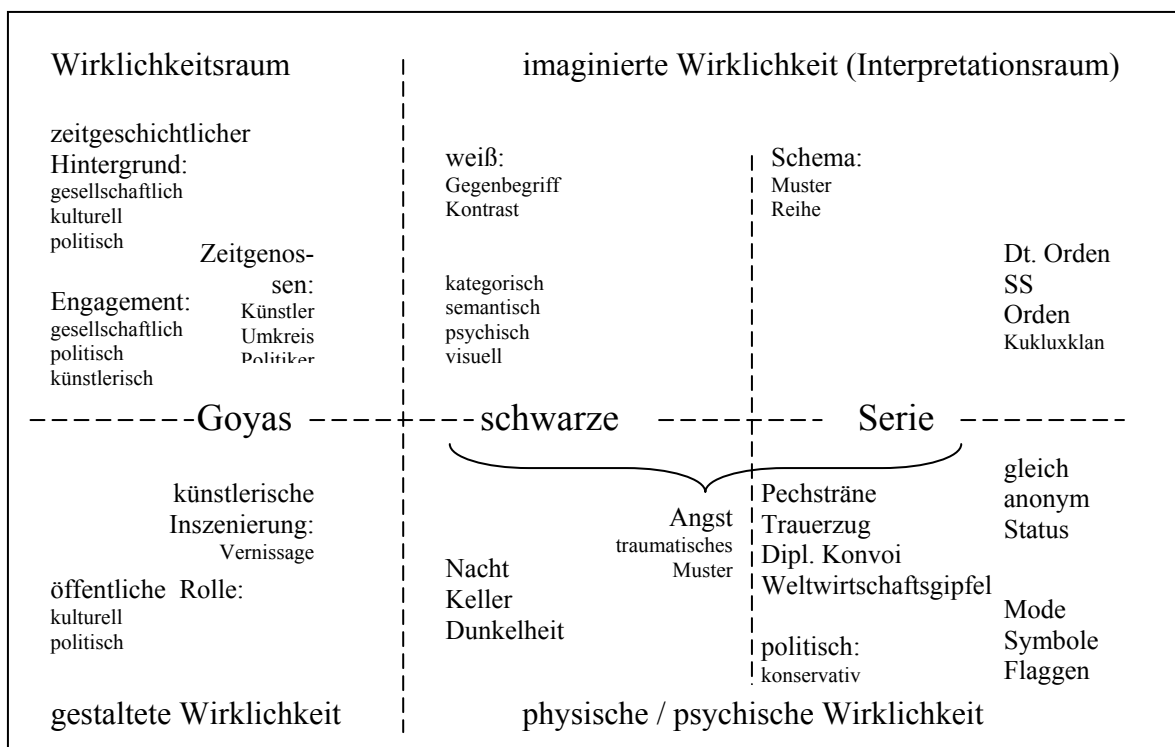 Wirklichkeitsraum
imaginierte Wirklichkeit (Interpretationsraum)
zeitgeschichtlicher
Hintergrund:
gesellschaftlich
kulturell
politisch
Zeitgenos-
sen:
Künstler
Umkreis
Politiker
Engagement:
gesellschaftlich
politisch
künstlerisch
weiß:
Gegenbegriff
Kontrast
kategorisch
semantisch
psychisch
visuell
Schema:
Muster
Reihe
Dt. Orden
SS
Orden
Kukluxklan
Goyas schwarze Serie
künstlerische
Inszenierung:
Vernissage
öffentliche Rolle:
kulturell
politisch
Nacht
Keller
Dunkelheit
Angst
traumatisches
Muster
Pechsträne
Trauerzug
Dipl. Konvoi
Weltwirtschaftsgipfel
politisch:
konservativ
gleich
anonym
Status
Mode
Symbole
Flaggen
gestaltete Wirklichkeit
physische / psychische Wirklichkeit